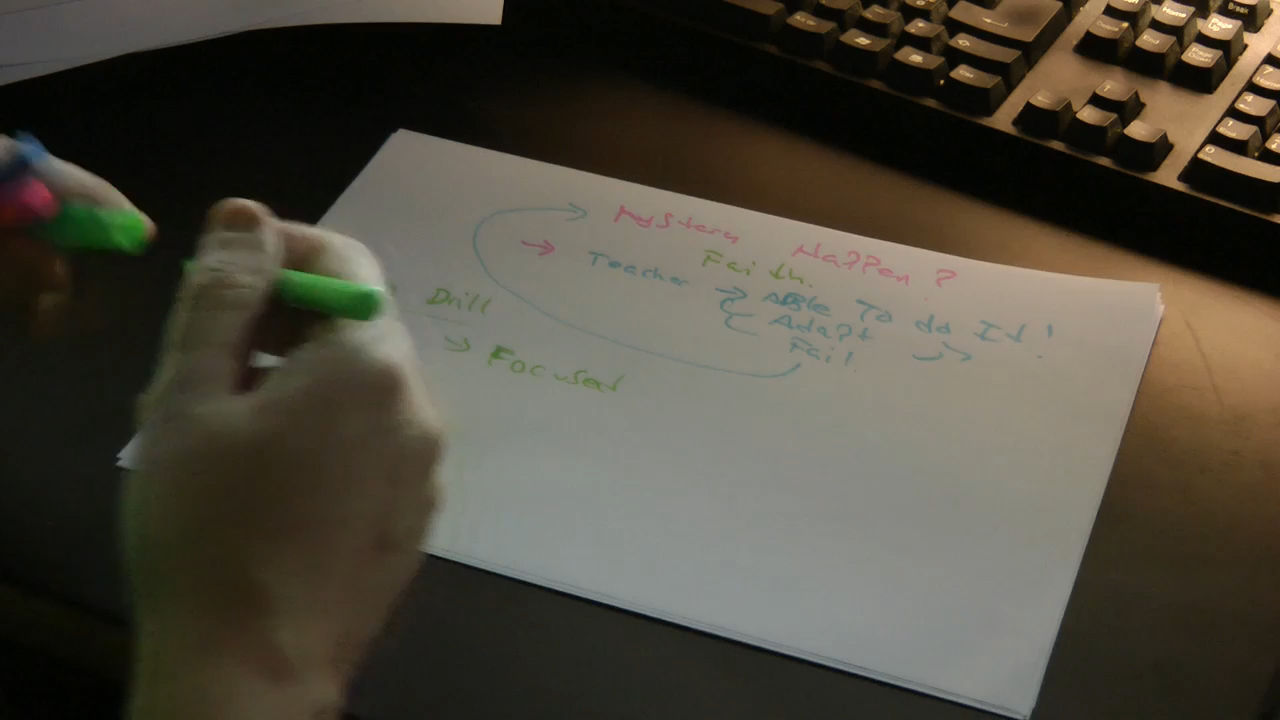 Mystery Happen?
Faith.
Teacher → Able To do It!
Adapt
Fail
Drill
→ Focused